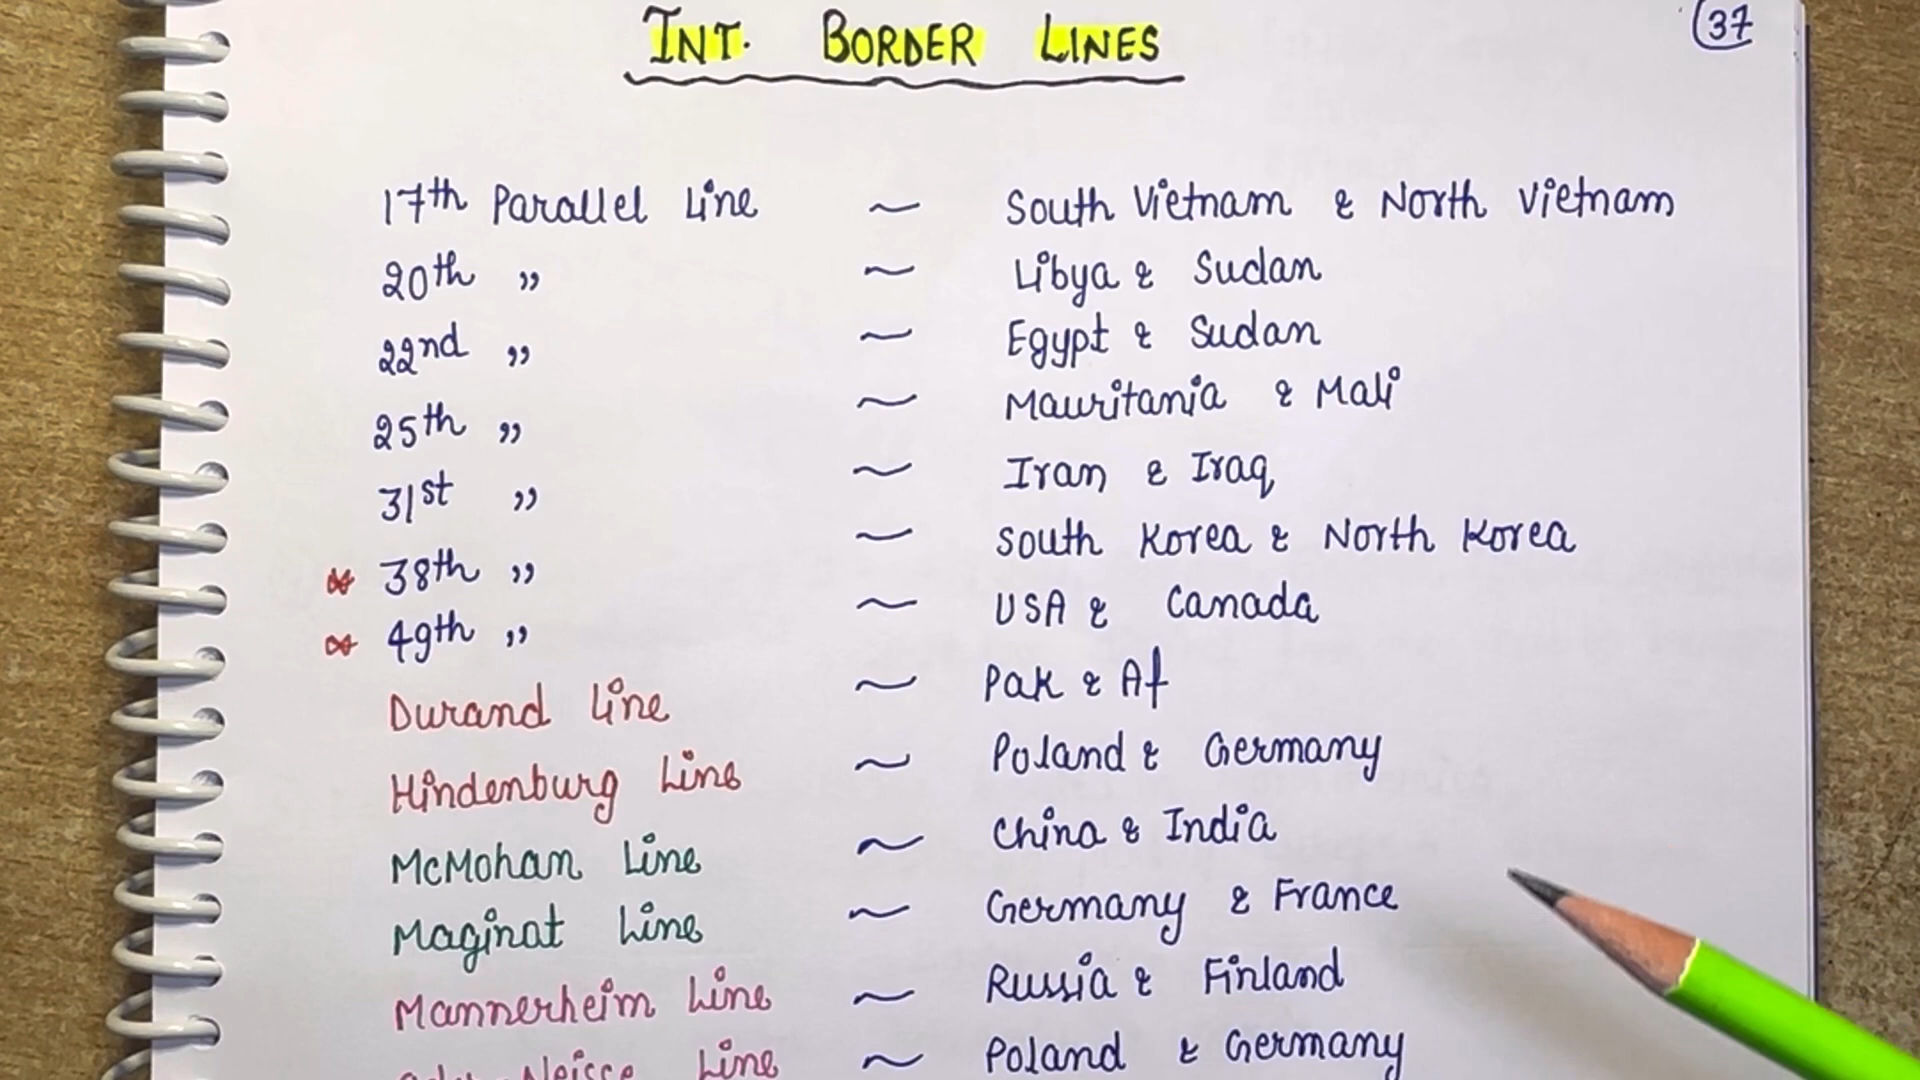 INT. BORDER LINES
37
17th Parallel Line ~ South Vietnam & North Vietnam
20th " ~ Libya & Sudan
22nd " ~ Egypt & Sudan
25th " ~ Mauritania & Mali
31st " ~ Iran & Iraq
38th " ~ South Korea & North Korea
49th " ~ USA & Canada
Durand Line ~ Pak & Af
Hindenburg Line ~ Poland & Germany
McMohan Line ~ China & India
Maginat Line ~ Germany & France
Mannerheim Line ~ Russia & Finland
Neisse Line ~ Poland & Germany